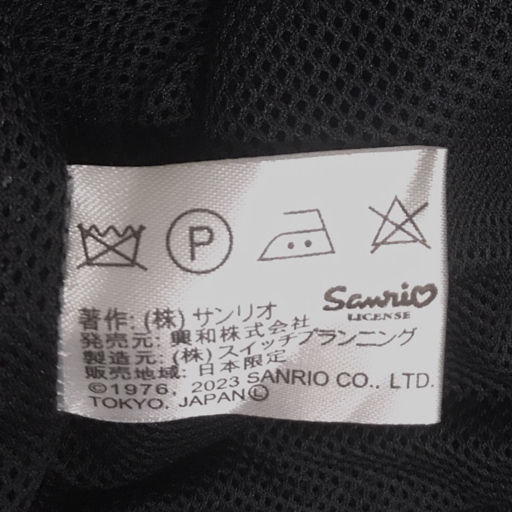 P
Sanrio
LICENSE
著作: (株) サンリオ
発売元: 興和株式会社
製造元: (株) スイッチプランニング
販売地域: 日本限定
©1976, 2023 SANRIO CO., LTD.
TOKYO, JAPANⓁ